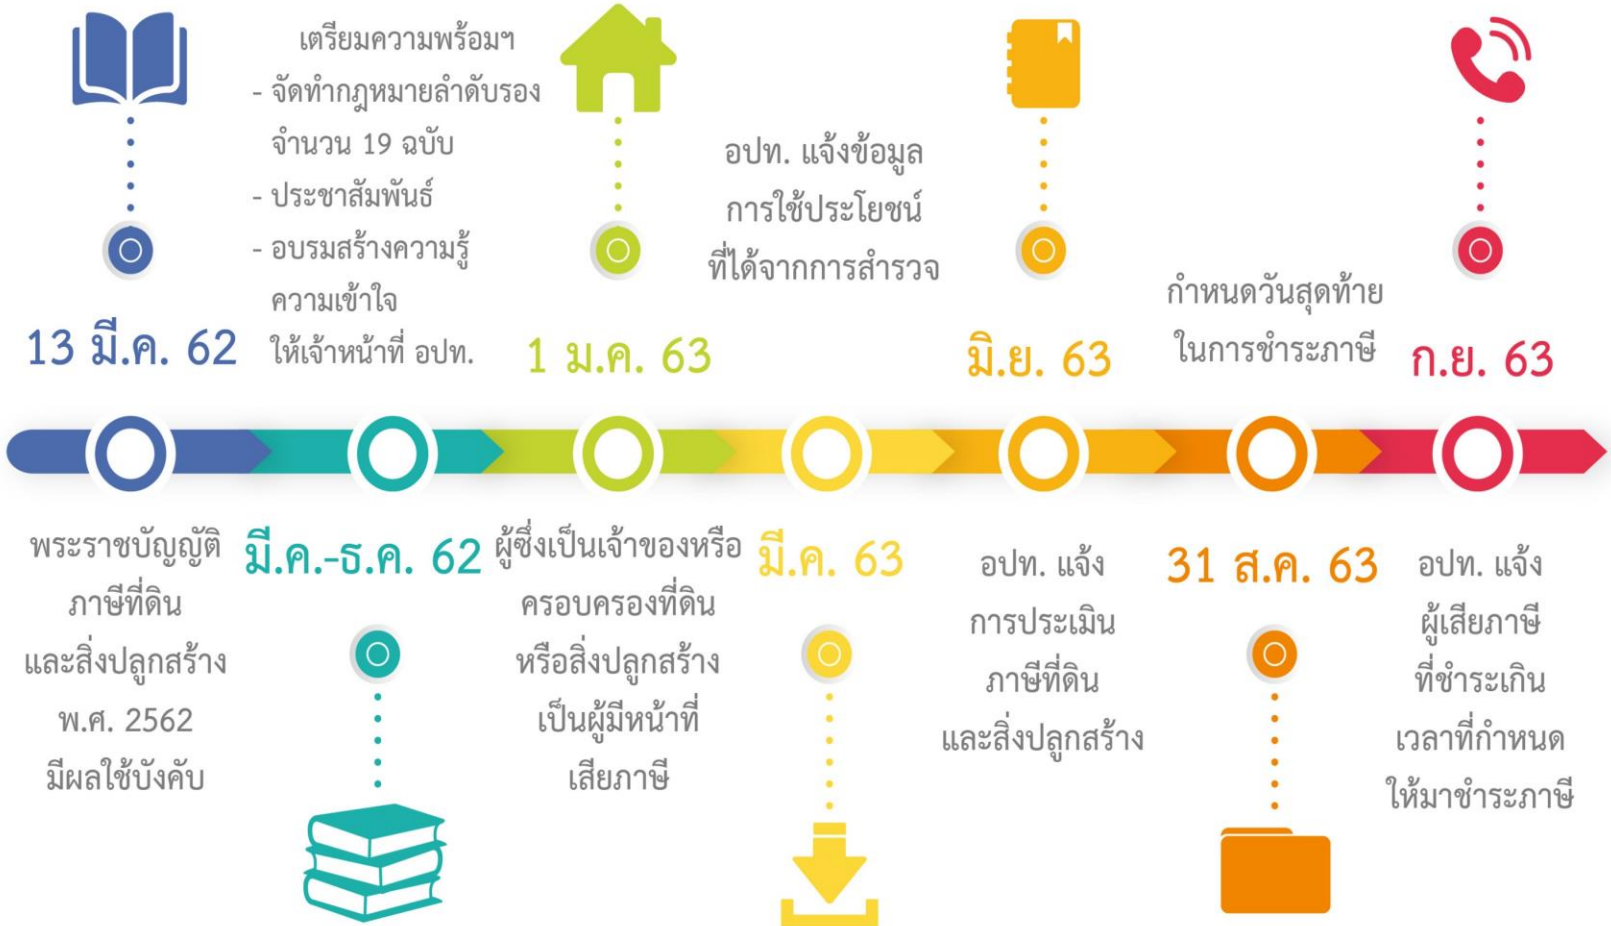 13 มี.ค. 62
พระราชบัญญัติ
ภาษีที่ดิน
และสิ่งปลูกสร้าง
พ.ศ. 2562
มีผลใช้บังคับ
เตรียมความพร้อมฯ
- จัดทำกฎหมายลำดับรอง
จำนวน 19 ฉบับ
- ประชาสัมพันธ์
- อบรมสร้างความรู้
ความเข้าใจ
ให้เจ้าหน้าที่ อปท.
มี.ค.-ธ.ค. 62
1 ม.ค. 63
ผู้ซึ่งเป็นเจ้าของหรือ
ครอบครองที่ดิน
หรือสิ่งปลูกสร้าง
เป็นผู้มีหน้าที่
เสียภาษี
อปท. แจ้งข้อมูล
การใช้ประโยชน์
ที่ได้จากการสำรวจ
มี.ค. 63
มิ.ย. 63
อปท. แจ้ง
การประเมิน
ภาษีที่ดิน
และสิ่งปลูกสร้าง
กำหนดวันสุดท้าย
ในการชำระภาษี
31 ส.ค. 63
ก.ย. 63
อปท. แจ้ง
ผู้เสียภาษี
ที่ชำระเกิน
เวลาที่กำหนด
ให้มาชำระภาษี